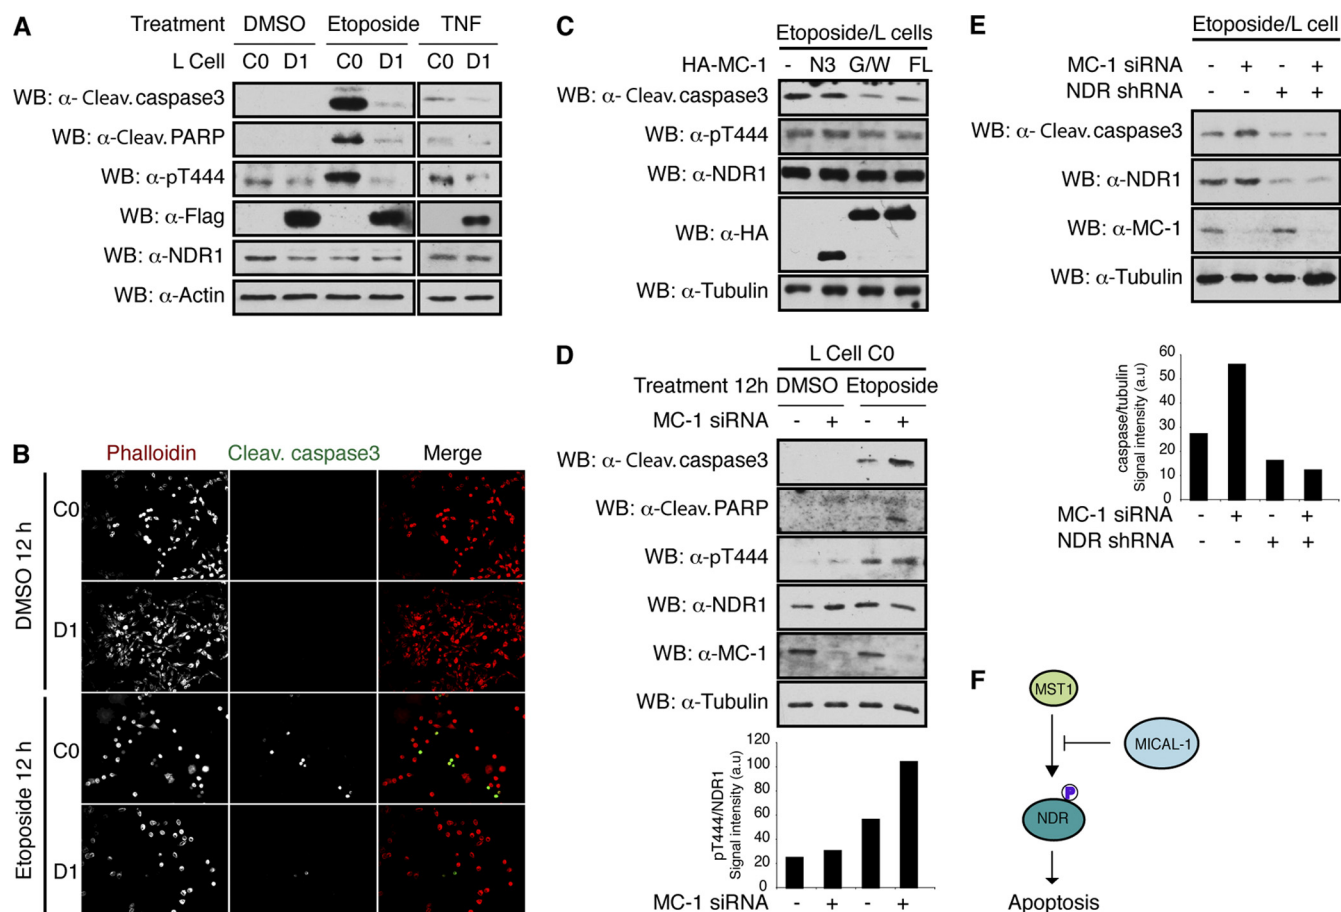 A
Treatment DMSO Etoposide TNF
L Cell C0 D1 C0 D1 C0 D1
WB: α- Cleav. caspase3
WB: α-Cleav. PARP
WB: α-pT444
WB: α-Flag
WB: α-NDR1
WB: α-Actin
B
Phalloidin Cleav. caspase3 Merge
DMSO 12 h
C0
D1
Etoposide 12 h
C0
D1
C
Etoposide/L cells
HA-MC-1 - N3 G/W FL
WB: α- Cleav. caspase3
WB: α-pT444
WB: α-NDR1
WB: α-HA
WB: α-Tubulin
D
L Cell C0
Treatment 12h DMSO Etoposide
MC-1 siRNA - + - +
WB: α- Cleav. caspase3
WB: α-Cleav. PARP
WB: α-pT444
WB: α-NDR1
WB: α-MC-1
WB: α-Tubulin
pT444/NDR1
Signal intensity (a.u)
120
100
80
60
40
20
0
MC-1 siRNA - + - +
E
Etoposide/L cell
MC-1 siRNA - + - +
NDR shRNA - - + +
WB: α- Cleav. caspase3
WB: α-NDR1
WB: α-MC-1
WB: α-Tubulin
caspase/tubulin
Signal intensity (a.u)
60
50
40
30
20
10
0
MC-1 siRNA - + - +
NDR shRNA - - + +
F
MST1
MICAL-1
P
NDR
Apoptosis